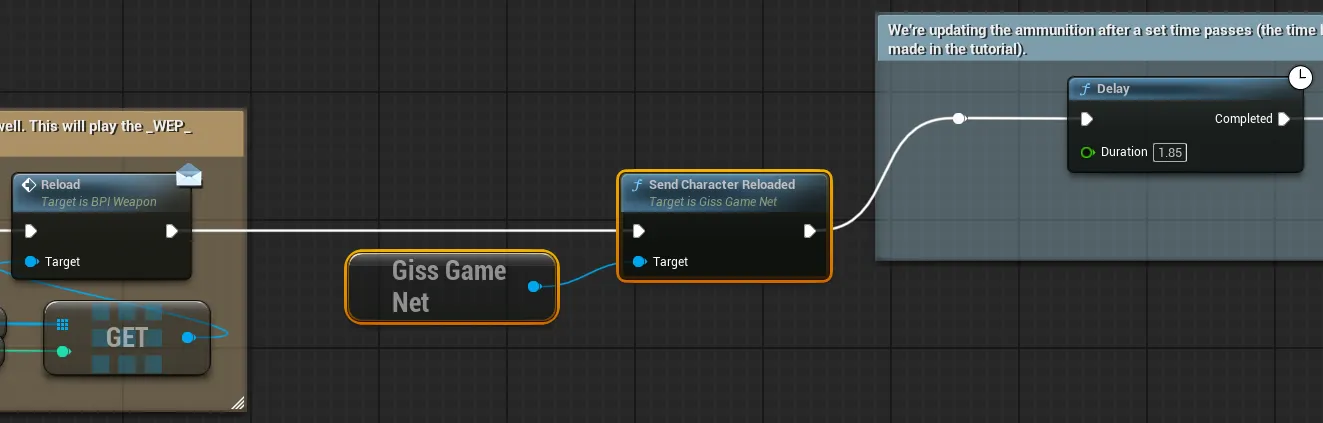 We're updating the ammunition after a set time passes (the time
made in the tutorial).
Delay
Completed
Duration 1.85
well. This will play the _WEP_
Reload
Target is BPI Weapon
Target
GET
Giss Game
Net
Send Character Reloaded
Target is Giss Game Net
Target